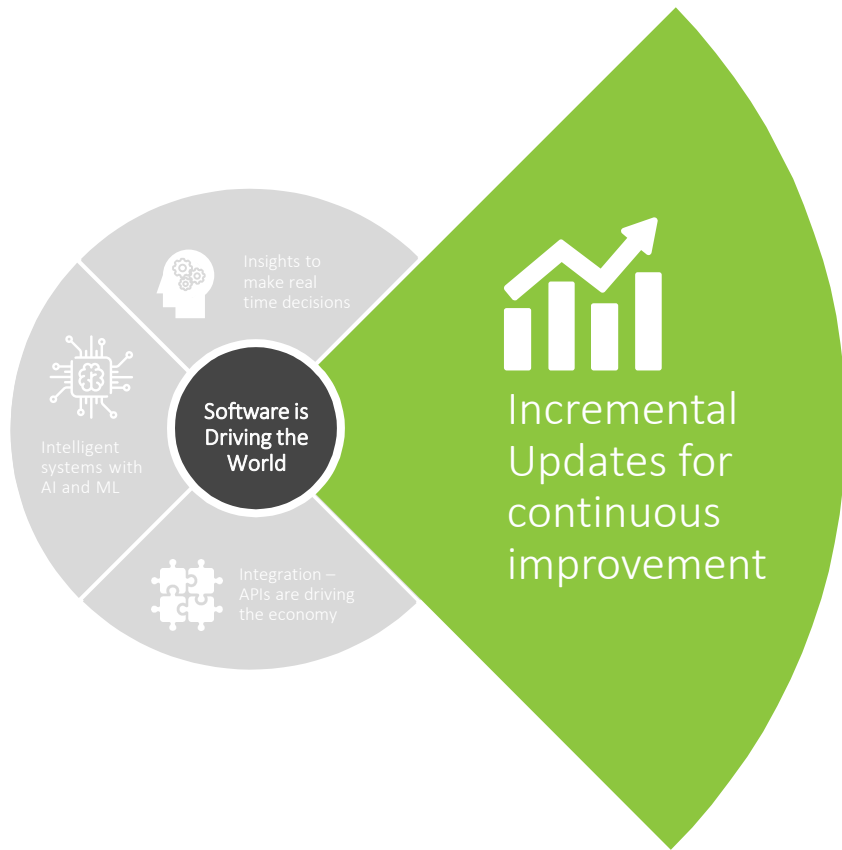 Insights to
make real
time decisions
Intelligent
systems with
AI and ML
Software is
Driving the
World
Integration –
APIs are driving
the economy
Incremental
Updates for
continuous
improvement